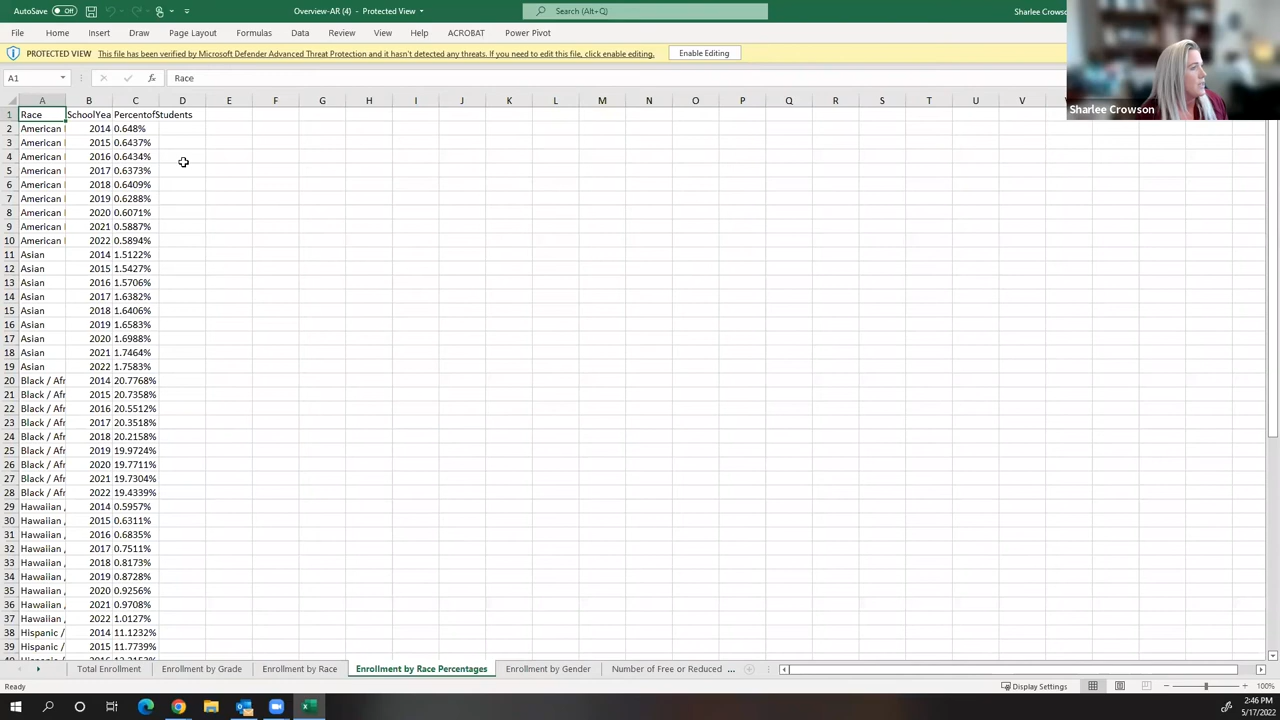 AutoSave Off Overview-AR (4) - Protected View Search (Alt+Q) Sharlee Crowson
File Home Insert Draw Page Layout Formulas Data Review View Help ACROBAT Power Pivot
PROTECTED VIEW This file has been verified by Microsoft Defender Advanced Threat Protection and it hasn't detected any threats. If you need to edit this file, click enable editing. Enable Editing
A1 fx Race
Sharlee Crowson
A B C D E F G H I J K L M N O P Q R S T U V
1 Race SchoolYea PercentofStudents
2 American I 2014 0.648%
3 American I 2015 0.6437%
4 American I 2016 0.6434%
5 American I 2017 0.6373%
6 American I 2018 0.6409%
7 American I 2019 0.6288%
8 American I 2020 0.6071%
9 American I 2021 0.5887%
10 American I 2022 0.5894%
11 Asian 2014 1.5122%
12 Asian 2015 1.5427%
13 Asian 2016 1.5706%
14 Asian 2017 1.6382%
15 Asian 2018 1.6406%
16 Asian 2019 1.6583%
17 Asian 2020 1.6988%
18 Asian 2021 1.7464%
19 Asian 2022 1.7583%
20 Black / Afr 2014 20.7768%
21 Black / Afr 2015 20.7358%
22 Black / Afr 2016 20.5512%
23 Black / Afr 2017 20.3518%
24 Black / Afr 2018 20.2158%
25 Black / Afr 2019 19.9724%
26 Black / Afr 2020 19.7711%
27 Black / Afr 2021 19.7304%
28 Black / Afr 2022 19.4339%
29 Hawaiian / 2014 0.5957%
30 Hawaiian / 2015 0.6311%
31 Hawaiian / 2016 0.6835%
32 Hawaiian / 2017 0.7511%
33 Hawaiian / 2018 0.8173%
34 Hawaiian / 2019 0.8728%
35 Hawaiian / 2020 0.9256%
36 Hawaiian / 2021 0.9708%
37 Hawaiian / 2022 1.0127%
38 Hispanic / 2014 11.1232%
39 Hispanic / 2015 11.7739%
Total Enrollment Enrollment by Grade Enrollment by Race Enrollment by Race Percentages Enrollment by Gender Number of Free or Reduced ...
Ready Display Settings 100%
2:46 PM
5/17/2022